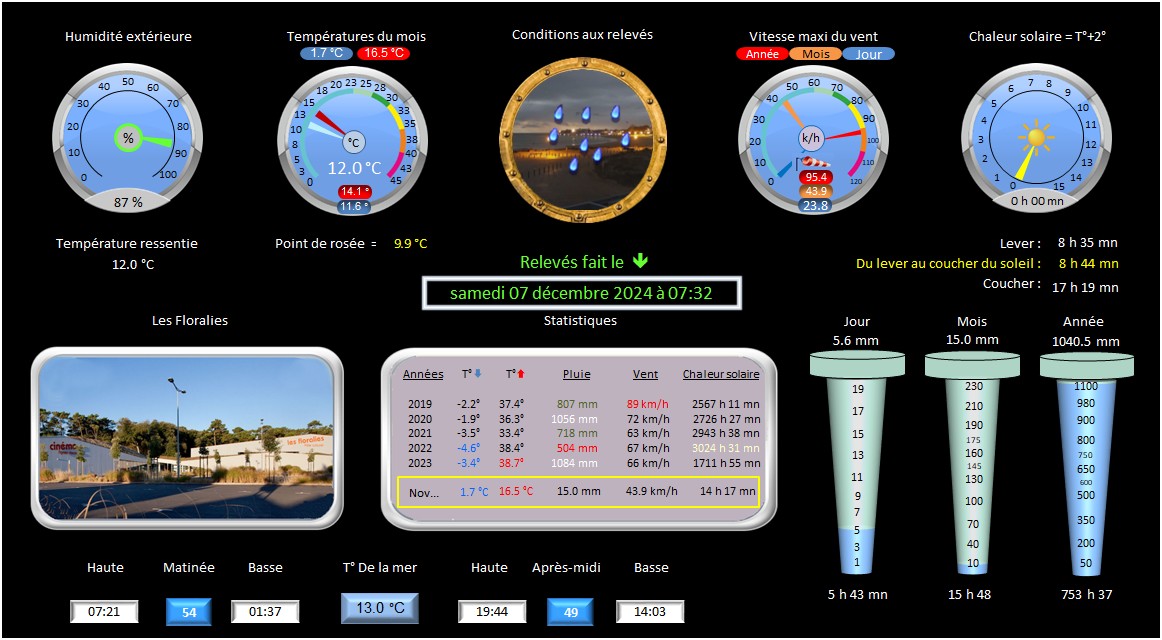 Humidité extérieure
Températures du mois
1.7 °C 16.5 °C
Conditions aux relevés
Vitesse maxi du vent
Année Mois Jour
Chaleur solaire = T°+2°
0 10 20 30 40 50 60 70 80 90 100
%
87 %
0 3 5 8 10 13 15 18 20 23 25 28 30 33 35 38 40 43 45
°C
12.0 °C
14.1 °
11.6 °
0 10 20 30 40 50 60 70 80 90 100 110 120
k/h
95.4
43.9
23.8
0 1 2 3 4 5 6 7 8 9 10 11 12 13 14 15
0 h 00 mn
Température ressentie
12.0 °C
Point de rosée = 9.9 °C
Relevés fait le
samedi 07 décembre 2024 à 07:32
Lever : 8 h 35 mn
Du lever au coucher du soleil : 8 h 44 mn
Coucher : 17 h 19 mn
Les Floralies
cinéma
les floralies
Statistiques
Années T° T° Pluie Vent Chaleur solaire
2019 -2.2° 37.4° 807 mm 89 km/h 2567 h 11 mn
2020 -1.9° 36.3° 1056 mm 72 km/h 2726 h 27 mn
2021 -3.5° 33.4° 718 mm 63 km/h 2943 h 38 mn
2022 -4.6° 38.4° 504 mm 67 km/h 3024 h 31 mn
2023 -3.4° 38.7° 1084 mm 66 km/h 1711 h 55 mn
Nov... 1.7 °C 16.5 °C 15.0 mm 43.9 km/h 14 h 17 mn
Jour
5.6 mm
19
17
15
13
11
9
7
5
3
1
5 h 43 mn
Mois
15.0 mm
230
210
190
175
160
145
130
100
70
40
10
15 h 48
Année
1040.5 mm
1100
980
900
800
750
650
600
500
350
200
50
753 h 37
Haute Matinée Basse
07:21 54 01:37
T° De la mer
13.0 °C
Haute Après-midi Basse
19:44 49 14:03